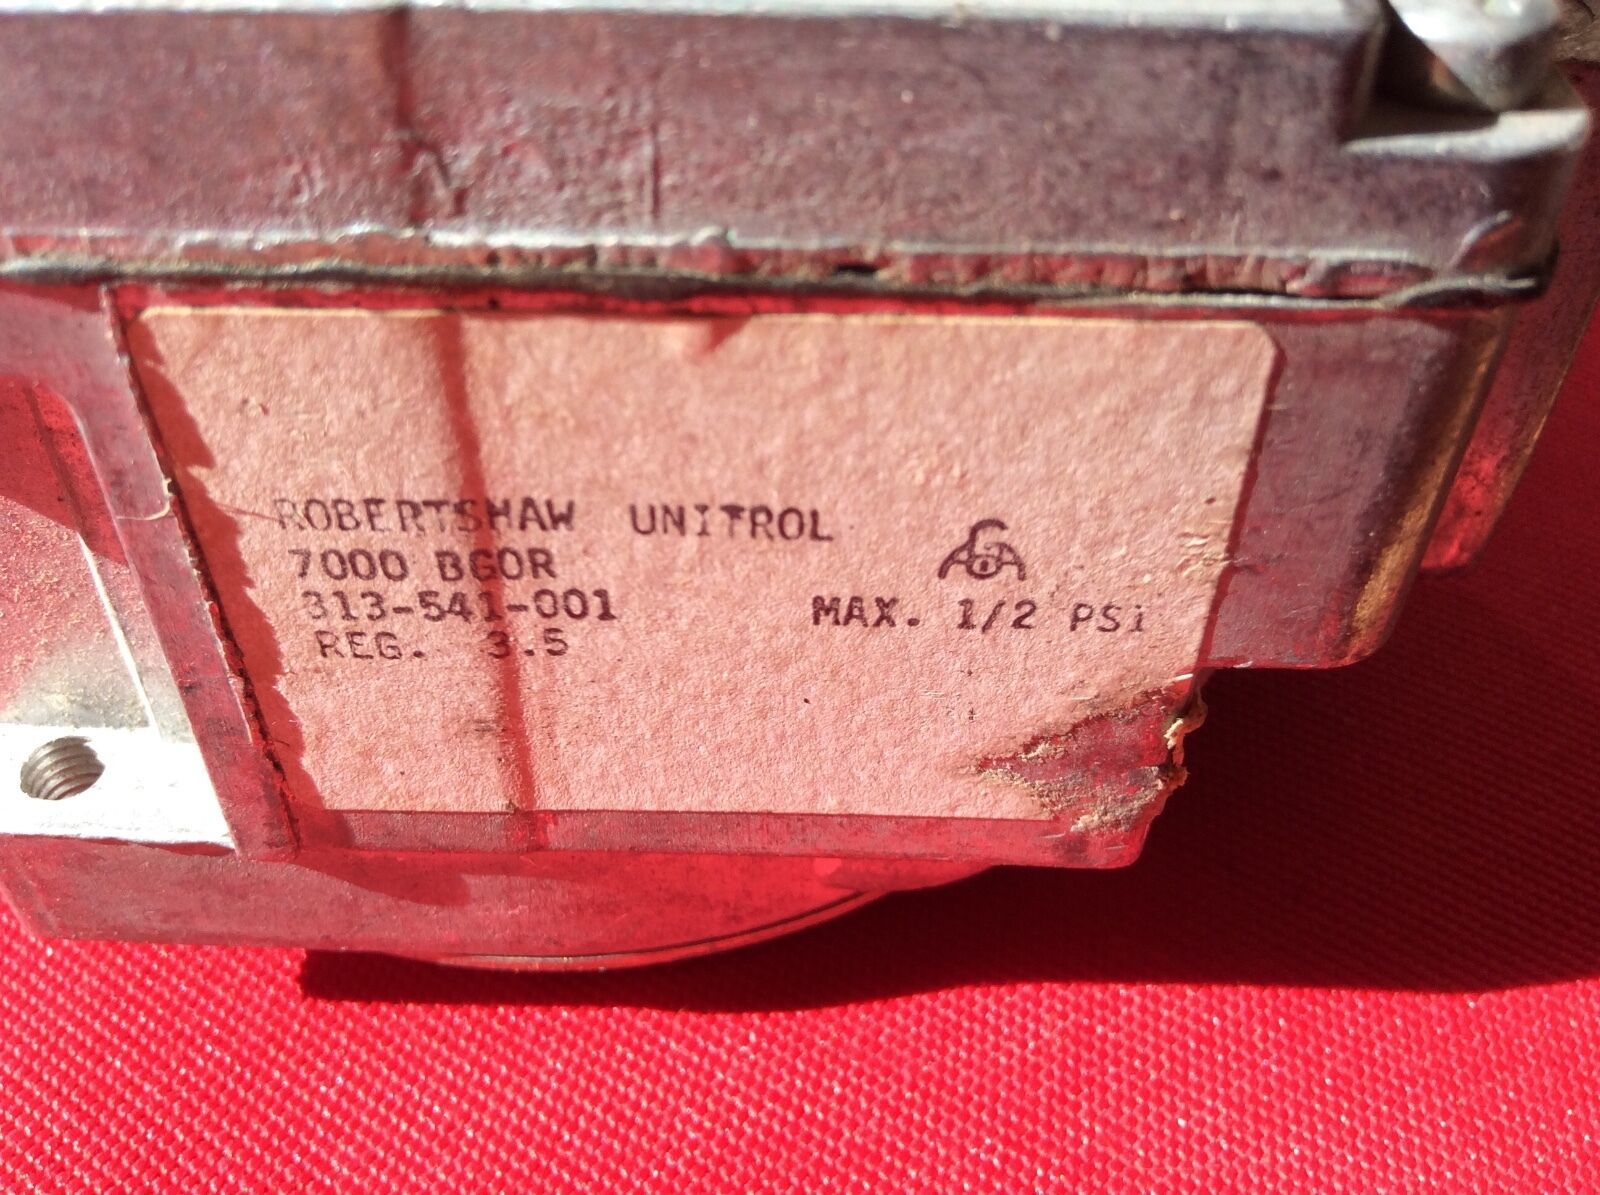 ROBERTSHAW UNITROL
7000 BGOR
313-541-001 MAX. 1/2 PSi
REG. 3.5